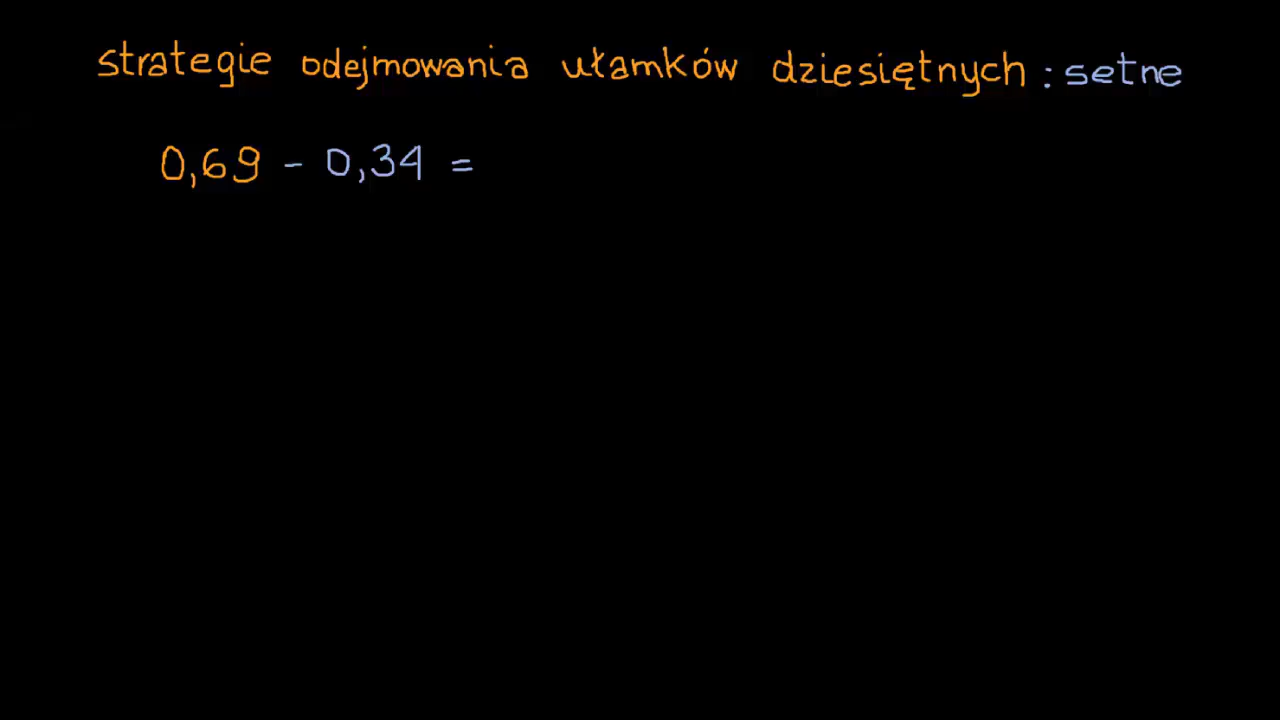 strategie odejmowania ułamków dziesiętnych : setne
0,69 - 0,34 =